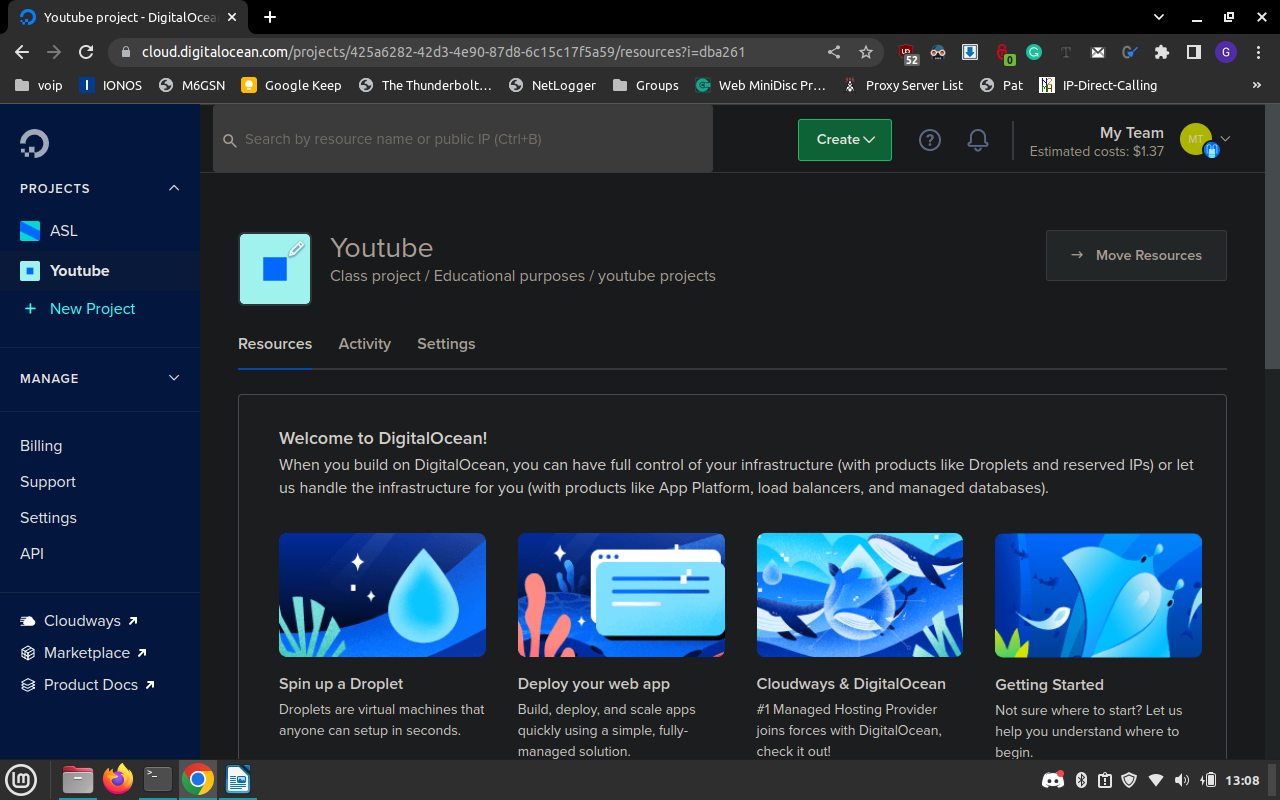 Youtube project - DigitalOcea
cloud.digitalocean.com/projects/425a6282-42d3-4e90-87d8-6c15c17f5a59/resources?i=dba261
52
0
G
voip
IONOS
M6GSN
Google Keep
The Thunderbolt...
NetLogger
Groups
Web MiniDisc Pr...
Proxy Server List
Pat
IP-Direct-Calling
»
Search by resource name or public IP (Ctrl+B)
Create
My Team
Estimated costs: $1.37
MT
PROJECTS
ASL
Youtube
+ New Project
MANAGE
Billing
Support
Settings
API
Cloudways
Marketplace
Product Docs
Youtube
Class project / Educational purposes / youtube projects
→ Move Resources
Resources
Activity
Settings
Welcome to DigitalOcean!
When you build on DigitalOcean, you can have full control of your infrastructure (with products like Droplets and reserved IPs) or let
us handle the infrastructure for you (with products like App Platform, load balancers, and managed databases).
Spin up a Droplet
Droplets are virtual machines that
anyone can setup in seconds.
Deploy your web app
Build, deploy, and scale apps
quickly using a simple, fully-
managed solution.
Cloudways & DigitalOcean
#1 Managed Hosting Provider
joins forces with DigitalOcean,
check it out!
Getting Started
Not sure where to start? Let us
help you understand where to
begin.
13:08